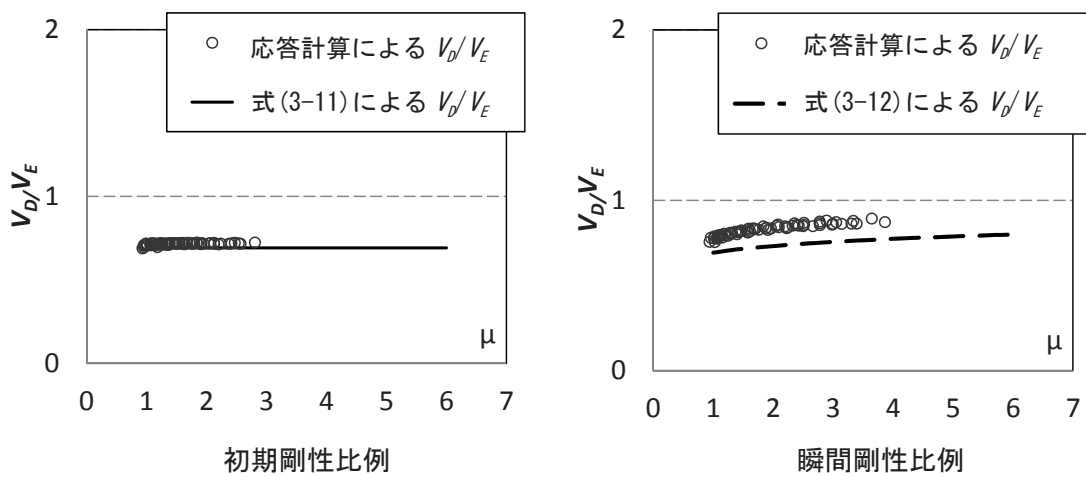 2
応答計算による V_D/V_E
式(3-11)による V_D/V_E
V_D/V_E
1
μ
0
0 1 2 3 4 5 6 7
初期剛性比例
2
応答計算による V_D/V_E
式(3-12)による V_D/V_E
V_D/V_E
1
μ
0
0 1 2 3 4 5 6 7
瞬間剛性比例